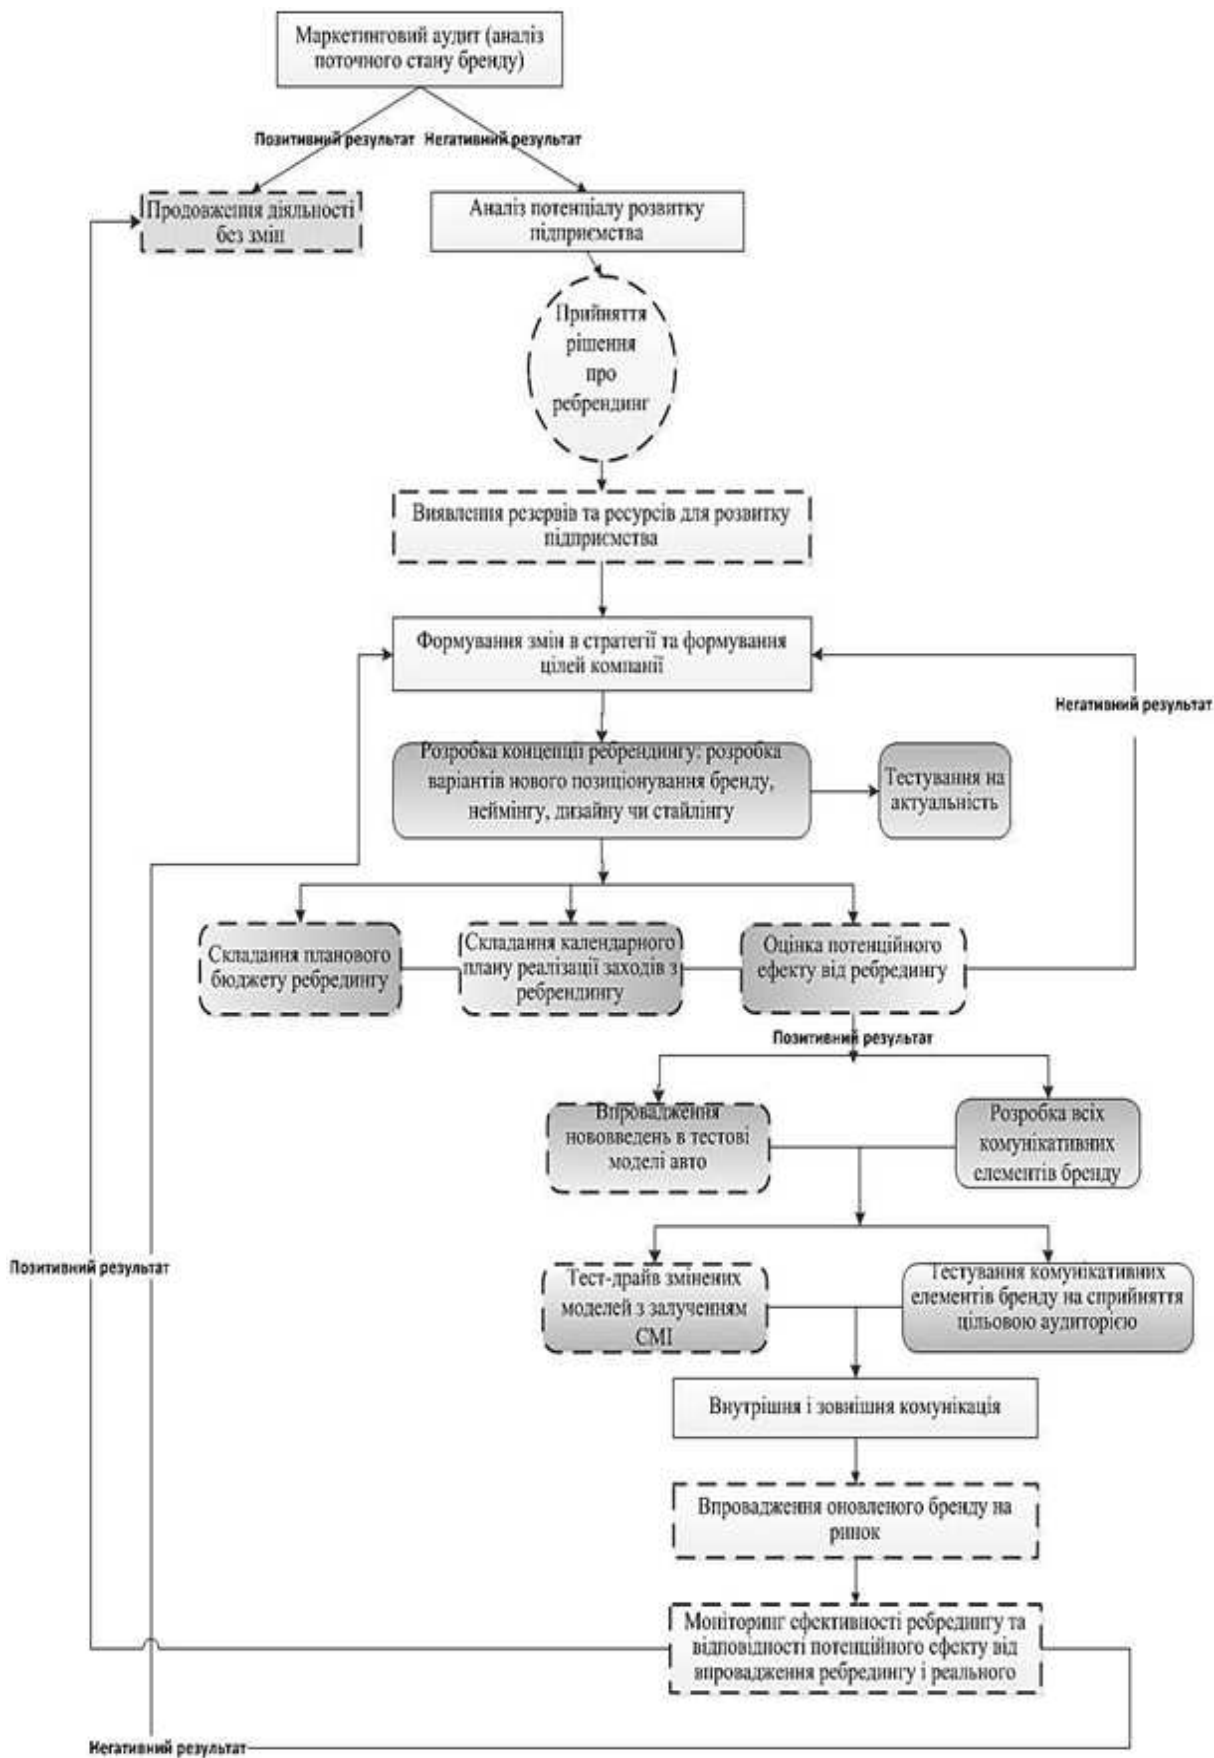 Маркетинговий аудит (аналіз
поточного стану бренду)
Позитивний результат
Негативний результат
Продовження діяльності
без змін
Аналіз потенціалу розвитку
підприємства
Прийняття
рішення
про
ребрендинг
Виявлення резервів та ресурсів для розвитку
підприємства
Формування змін в стратегії та формування
цілей компанії
Негативний результат
Розробка концепції ребрендингу: розробка
варіантів нового позиціонування бренду,
неймінгу, дизайну чи стайлінгу
Тестування на
актуальність
Складання планового
бюджету ребредингу
Складання календарного
плану реалізації заходів з
ребрендингу
Оцінка потенційного
ефекту від ребредингу
Позитивний результат
Впровадження
нововведень в тестові
моделі авто
Розробка всіх
комунікативних
елементів бренду
Позитивний результат
Тест-драйв змінених
моделей з залученням
СМІ
Тестування комунікативних
елементів бренду на сприйняття
цільовою аудиторією
Внутрішня і зовнішня комунікація
Впровадження оновленого бренду на
ринок
Моніторинг ефективності ребредингу та
відповідності потенційного ефекту від
впровадження ребредингу і реального
Негативний результат